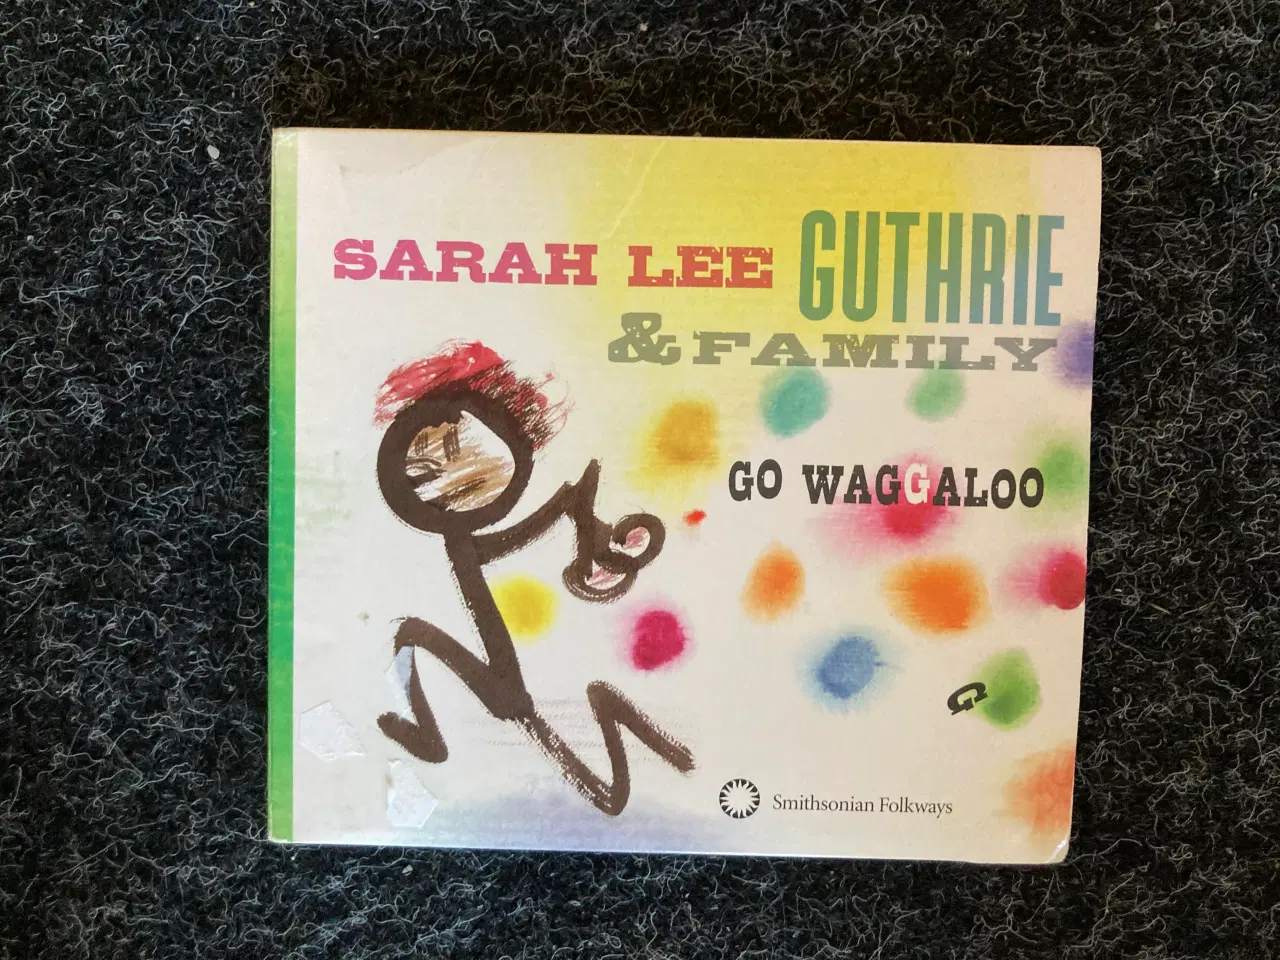 SARAH LEE GUTHRIE
& FAMILY
GO WAGGALOO
G
Smithsonian Folkways